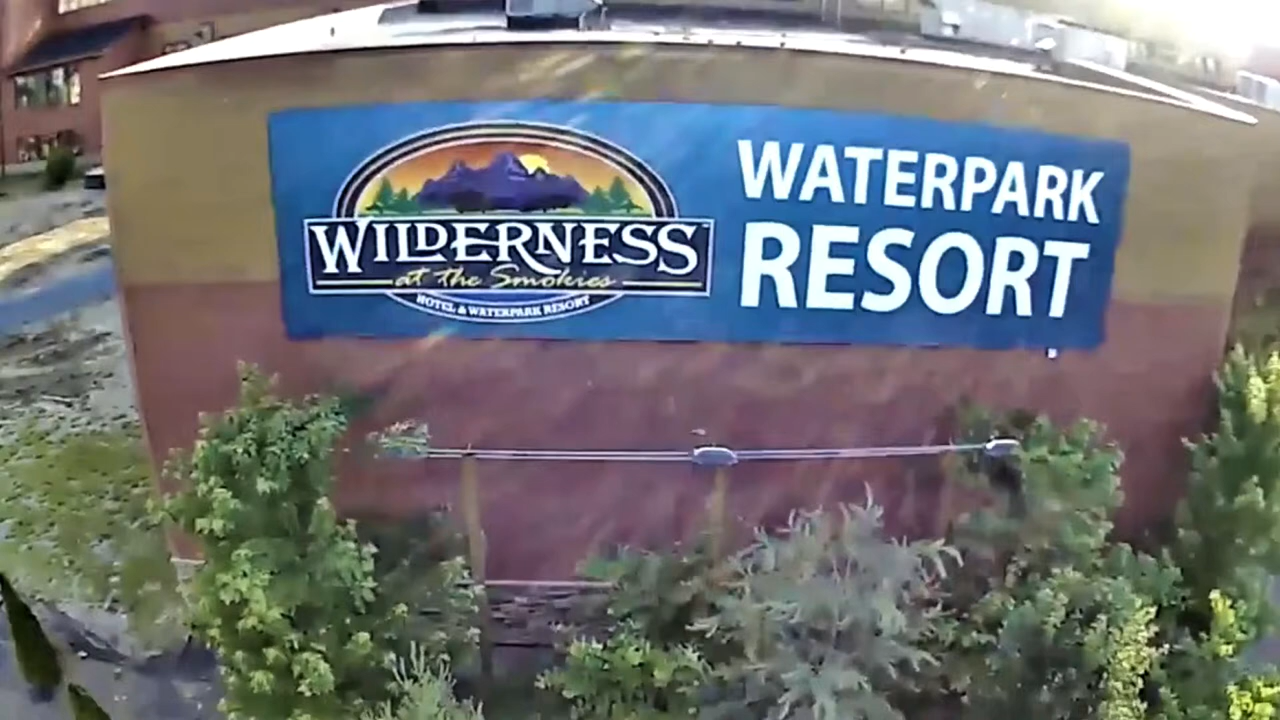 WILDERNESS
at the Smokies
HOTEL & WATERPARK RESORT
WATERPARK
RESORT